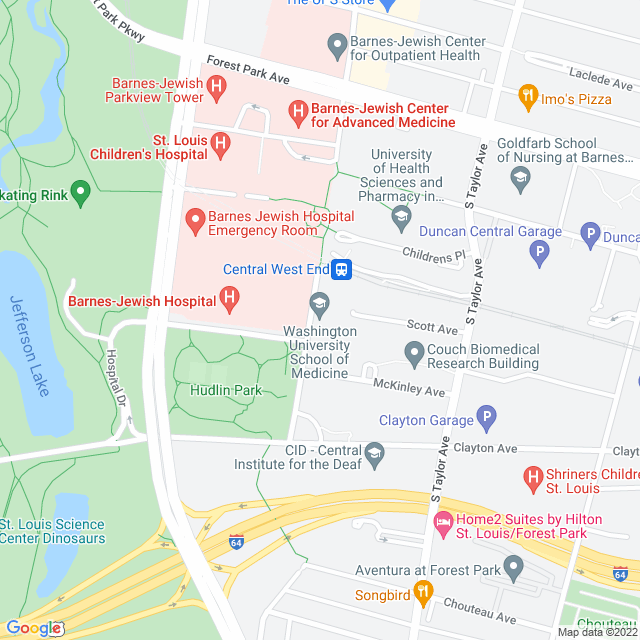 The UPS Store
t Park Pkwy
Barnes-Jewish Center
for Outpatient Health
Forest Park Ave
Laclede Ave
Barnes-Jewish
Parkview Tower
Imo's Pizza
Barnes-Jewish Center
for Advanced Medicine
St. Louis
Children's Hospital
Goldfarb School
of Nursing at Barnes...
University
of Health
Sciences and
Pharmacy in...
S Taylor Ave
kating Rink
Barnes Jewish Hospital
Emergency Room
Duncan Central Garage
Dunca
Childrens Pl
Central West End
S Taylor Ave
Barnes-Jewish Hospital
Jefferson Lake
Washington
University
School of
Medicine
Scott Ave
Couch Biomedical
Research Building
Hospital Dr
Hudlin Park
McKinley Ave
Clayton Garage
CID - Central
Institute for the Deaf
Clayton Ave
Clayt
S Taylor Ave
Shriners Childre
St. Louis
St. Louis Science
Center Dinosaurs
Home2 Suites by Hilton
St. Louis/Forest Park
64
64
64
Aventura at Forest Park
Songbird
Chouteau Ave
Chouteau
Google
Map data ©2022